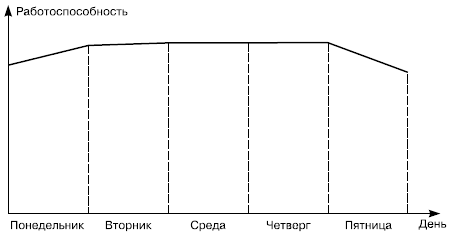 Работоспособность
Понедельник Вторник Среда Четверг Пятница День